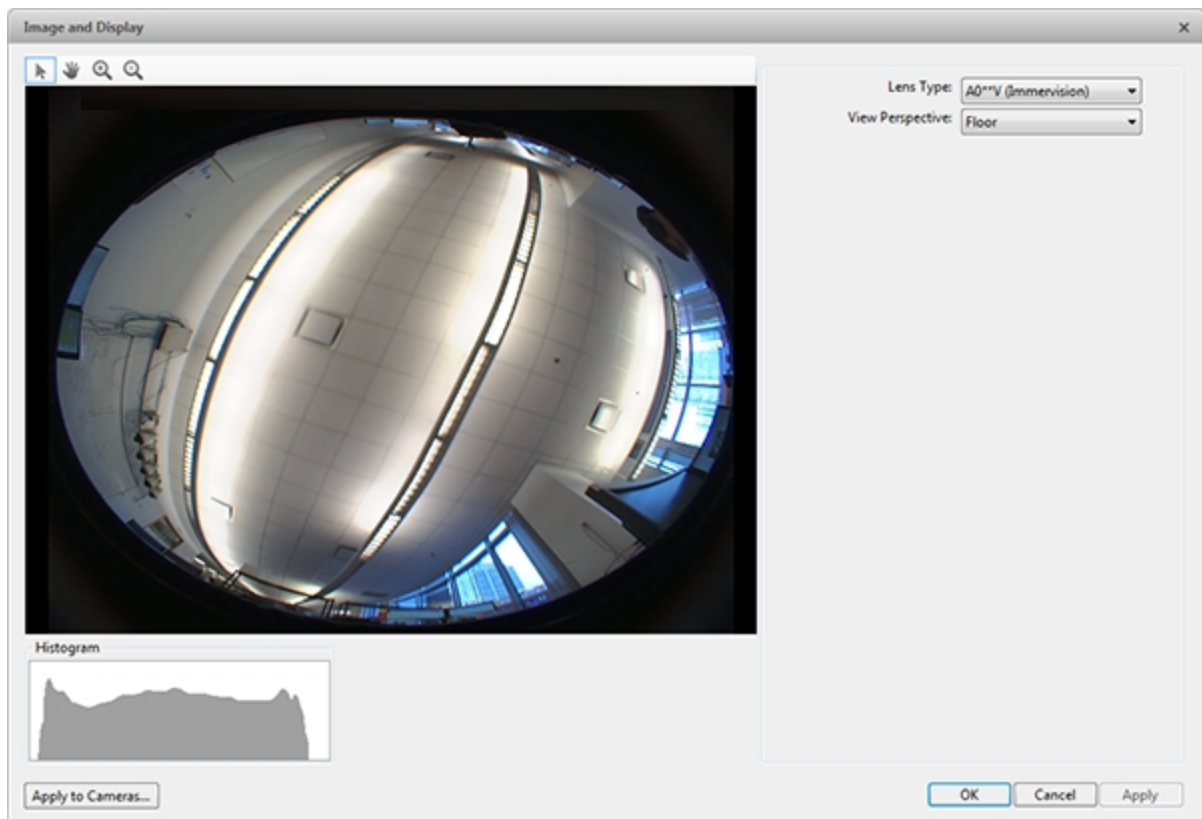 Image and Display
Lens Type: A0**V (Immervision)
View Perspective: Floor
Histogram
Apply to Cameras...
OK Cancel Apply